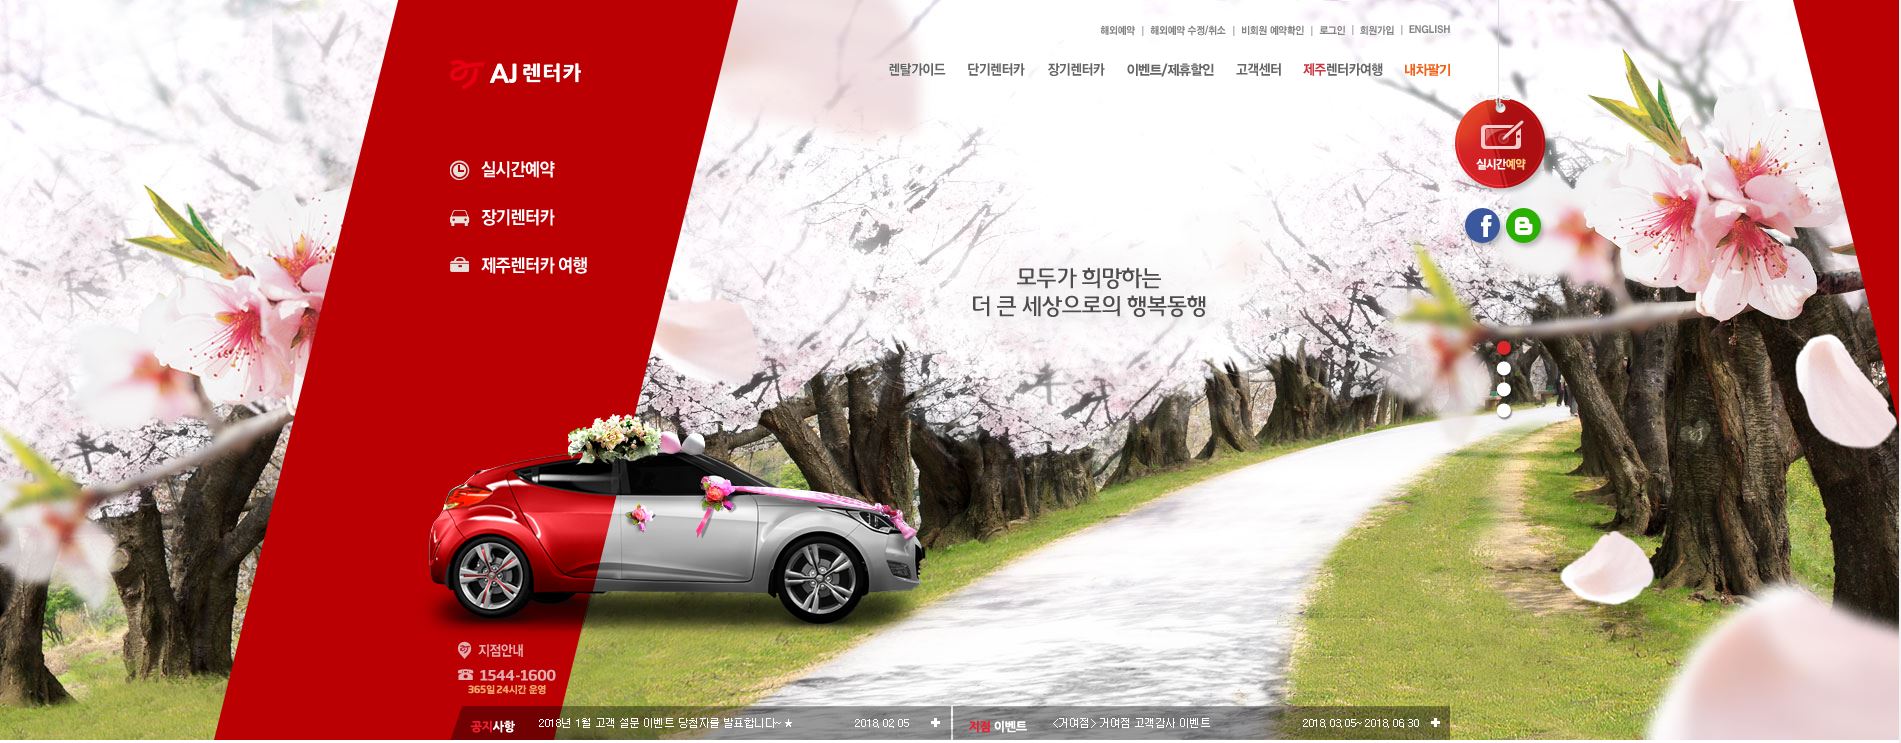 해외예약 | 해외예약 수정/취소 | 비회원 예약확인 | 로그인 | 회원가입 | ENGLISH
AJ 렌터카
렌탈가이드 단기렌터카 장기렌터카 이벤트/제휴할인 고객센터 제주렌터카여행 내차팔기
실시간예약
실시간예약
장기렌터카
제주렌터카 여행
모두가 희망하는
더 큰 세상으로의 행복동행
지점안내
1544-1600
365일 24시간 운영
공지사항 2018년 1월 고객 설문 이벤트 당첨자를 발표합니다~ ★ 2018, 02, 05
지점 이벤트 <거여점> 거여점 고객감사 이벤트 2018, 03, 05~ 2018, 06, 30